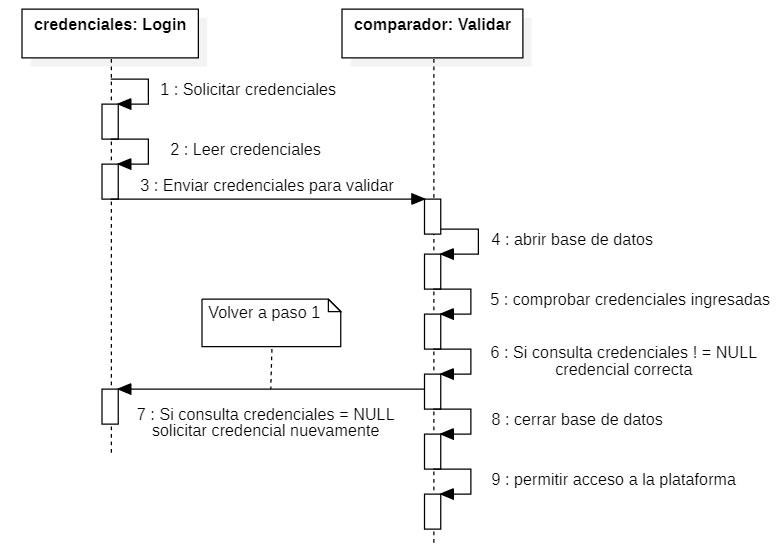 credenciales: Login
comparador: Validar
1 : Solicitar credenciales
2 : Leer credenciales
3 : Enviar credenciales para validar
4 : abrir base de datos
5 : comprobar credenciales ingresadas
Volver a paso 1
6 : Si consulta credenciales ! = NULL
credencial correcta
7 : Si consulta credenciales = NULL
solicitar credencial nuevamente
8 : cerrar base de datos
9 : permitir acceso a la plataforma